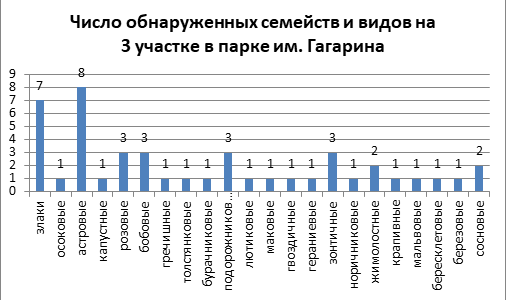 Число обнаруженных семейств и видов на
3 участке в парке им. Гагарина
9
8
7
6
5
4
3
2
1
0
7
1
8
1
3
3
1
1
1
3
1
1
1
1
3
1
2
1
1
1
1
2
злаки
осоковые
астровые
капустные
розовые
бобовые
гречишные
толстянковые
бурачниковые
подорожников...
лютиковые
маковые
гвоздичные
гераниевые
зонтичные
норичниковые
жимолостные
крапивные
мальвовые
бересклетовые
березовые
сосновые